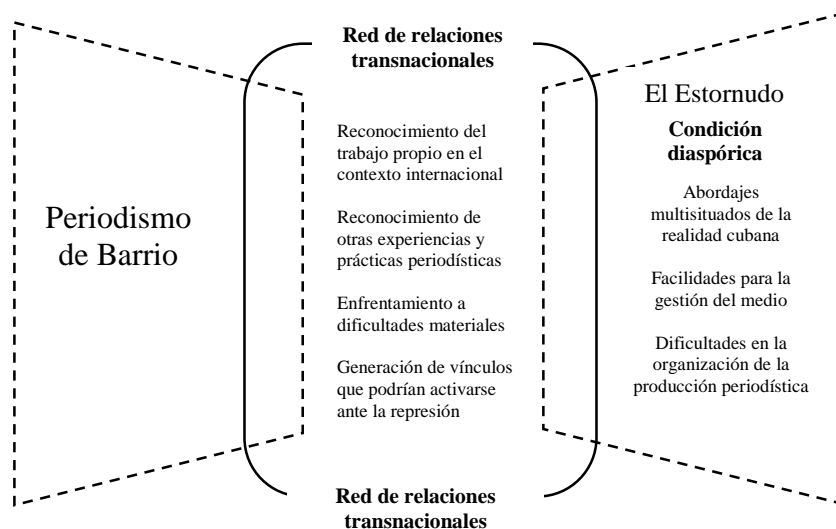 Red de relaciones
transnacionales
Periodismo
de Barrio
Reconocimiento del
trabajo propio en el
contexto internacional
Reconocimiento de
otras experiencias y
prácticas periodísticas
Enfrentamiento a
dificultades materiales
Generación de vínculos
que podrían activarse
ante la represión
El Estornudo
Condición
diaspórica
Abordajes
multisituados de la
realidad cubana
Facilidades para la
gestión del medio
Dificultades en la
organización de la
producción periodística
Red de relaciones
transnacionales